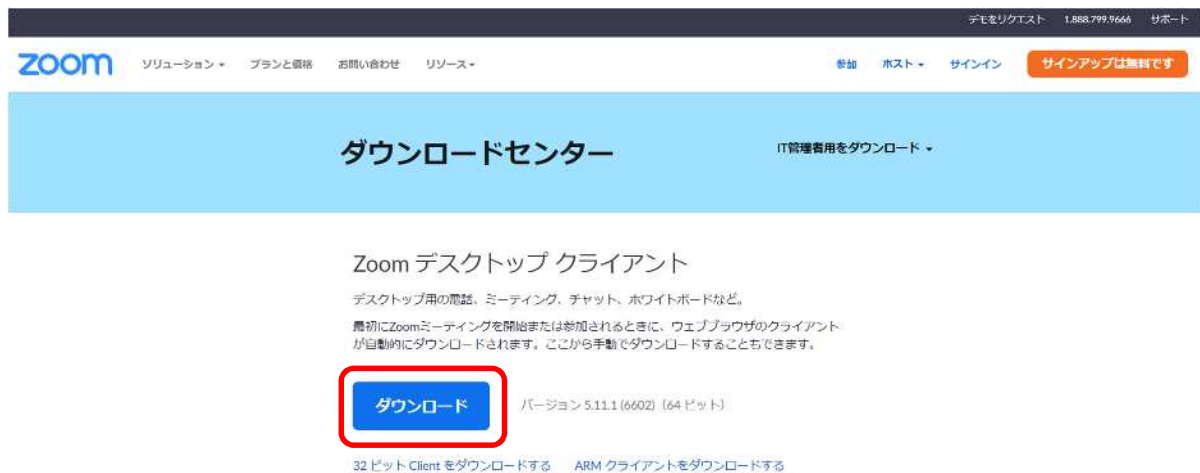 デモをリクエスト 1.888.799.9666 サポート
zoom ソリューション プランと価格 お問い合わせ リソース 参加 ホスト サインイン サインアップは無料です
ダウンロードセンター IT管理者用をダウンロード
Zoom デスクトップ クライアント
デスクトップ用の電話、ミーティング、チャット、ホワイトボードなど。
最初にZoomミーティングを開始または参加されるときに、ウェブブラウザのクライアント
が自動的にダウンロードされます。ここから手動でダウンロードすることもできます。
ダウンロード バージョン 5.11.1 (6602) (64 ビット)
32 ビット Client をダウンロードする ARM クライアントをダウンロードする